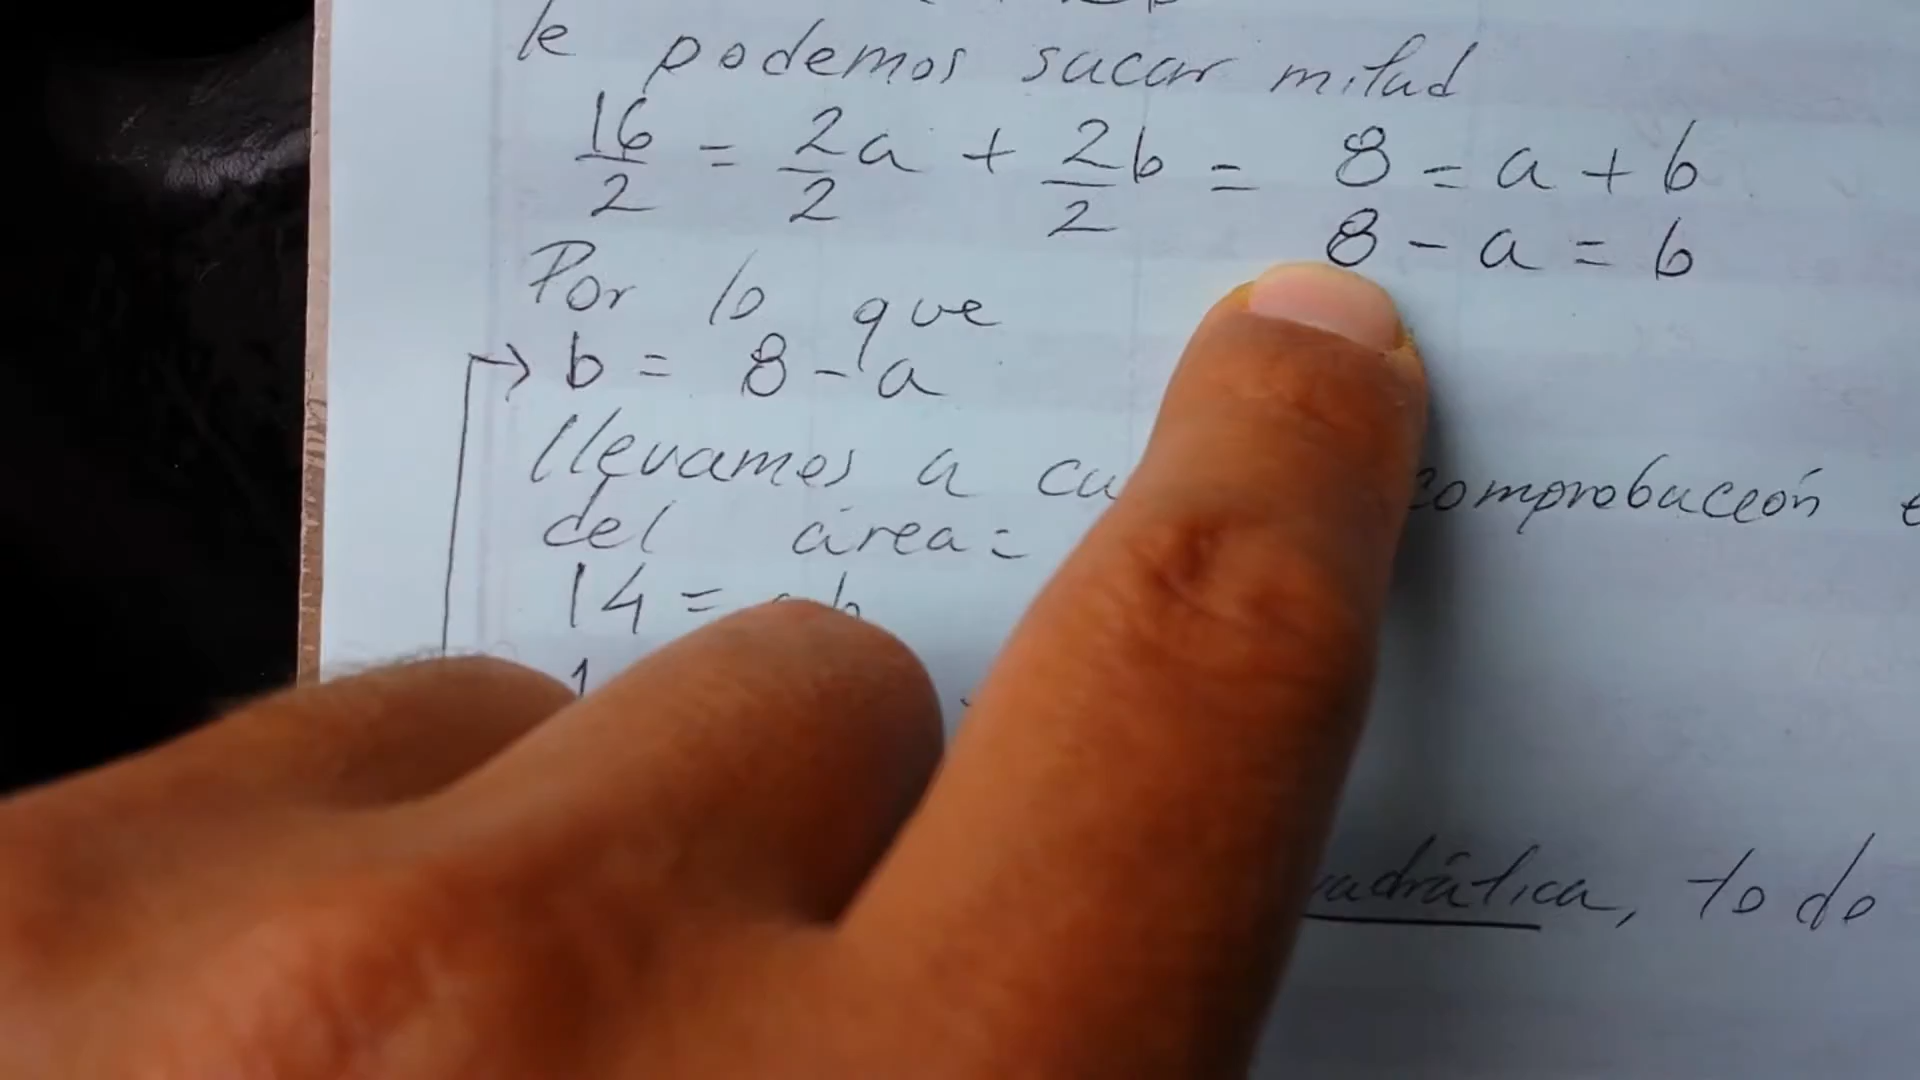 le podemos sacar mitad
16/2 = 2/2 a + 2/2 b = 8 = a + b
8 - a = b
Por lo que
→ b = 8 - a
llevamos a comprobación
del área:
14 =
todo